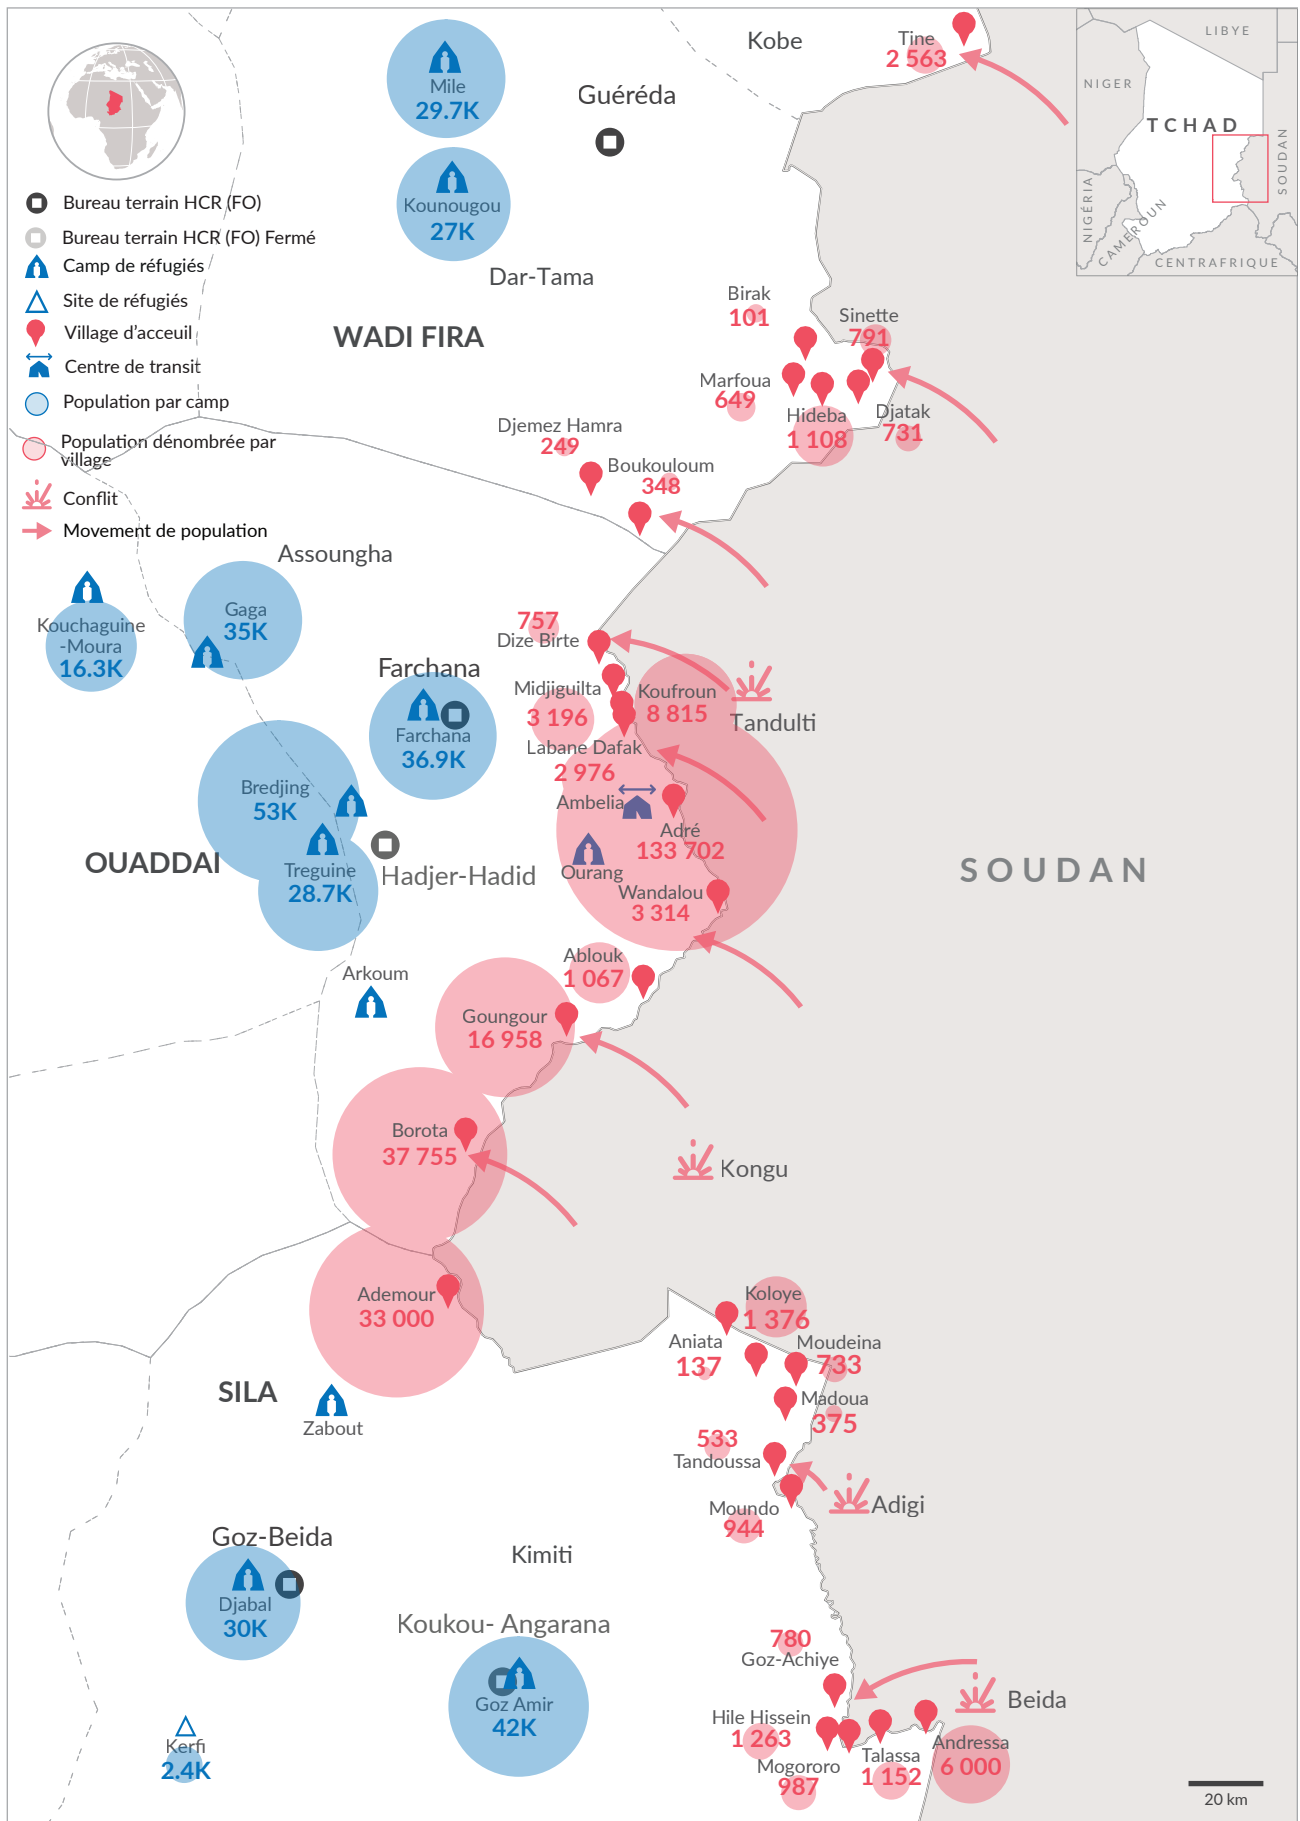 Kobe
Tine
2 563
LIBYE
NIGER
TCHAD
SOUDAN
NIGÉRIA
CAMEROUN
CENTRAFRIQUE
Mile
29.7K
Guéréda
Kounougou
27K
Dar-Tama
WADI FIRA
Bureau terrain HCR (FO)
Bureau terrain HCR (FO) Fermé
Camp de réfugiés
Site de réfugiés
Village d'acceuil
Centre de transit
Population par camp
Population dénombrée par
village
Conflit
Movement de population
Birak
101
Sinette
791
Marfoua
649
Hideba
1 108
Djatak
731
Djemez Hamra
249
Boukouloum
348
Assoungha
Kouchaguine
-Moura
16.3K
Gaga
35K
757
Dize Birte
Farchana
Farchana
36.9K
Midjiguilta
3 196
Koufroun
8 815
Tandulti
Labane Dafak
2 976
Ambelia
Adré
133 702
Ourang
Wandalou
3 314
Bredjing
53K
OUADDAI
Treguine
28.7K
Hadjer-Hadid
SOUDAN
Arkoum
Ablouk
1 067
Goungour
16 958
Borota
37 755
Kongu
Ademour
33 000
SILA
Zabout
Koloye
1 376
Aniata
137
Moudeina
733
Madoua
375
533
Tandoussa
Moundo
944
Adigi
Goz-Beida
Djabal
30K
Kimiti
Koukou- Angarana
Goz Amir
42K
Kerfi
2.4K
780
Goz-Achiye
Beida
Hile Hissein
1 263
Mogororo
987
Talassa
1 152
Andressa
6 000
20 km